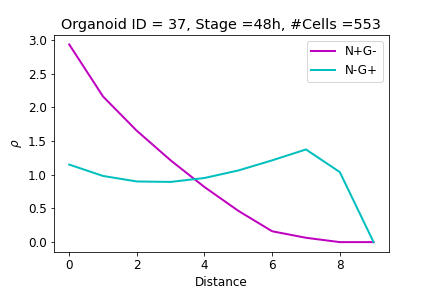 Organoid ID = 37, Stage =48h, #Cells =553
3.0
2.5
2.0
1.5
1.0
0.5
0.0
ρ
N+G-
N-G+
0 2 4 6 8
Distance